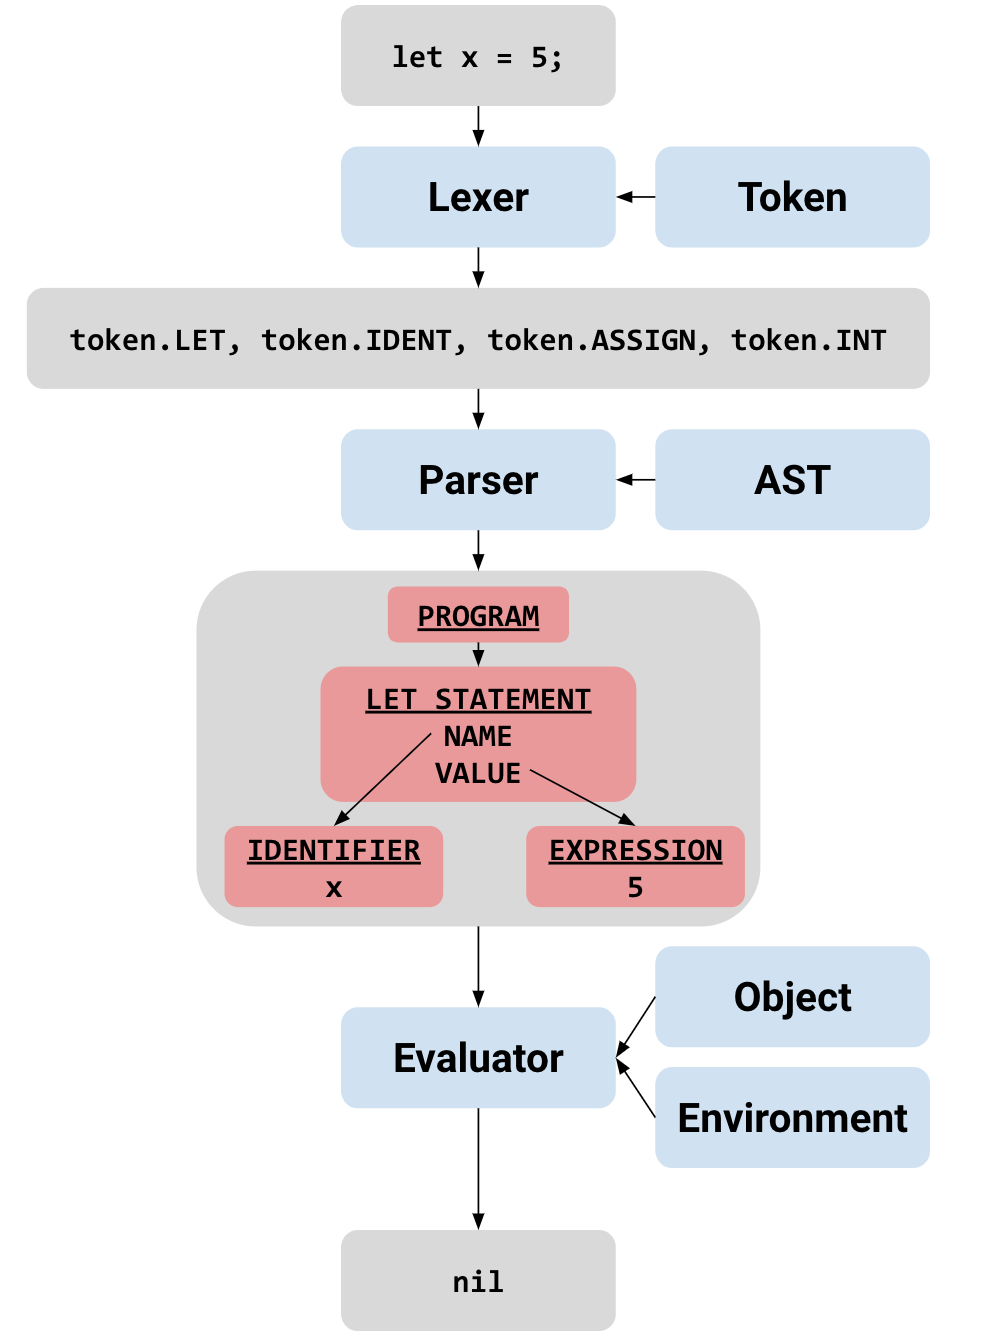 let x = 5;
Lexer
Token
token.LET, token.IDENT, token.ASSIGN, token.INT
Parser
AST
PROGRAM
LET STATEMENT
NAME
VALUE
IDENTIFIER
x
EXPRESSION
5
Object
Evaluator
Environment
nil